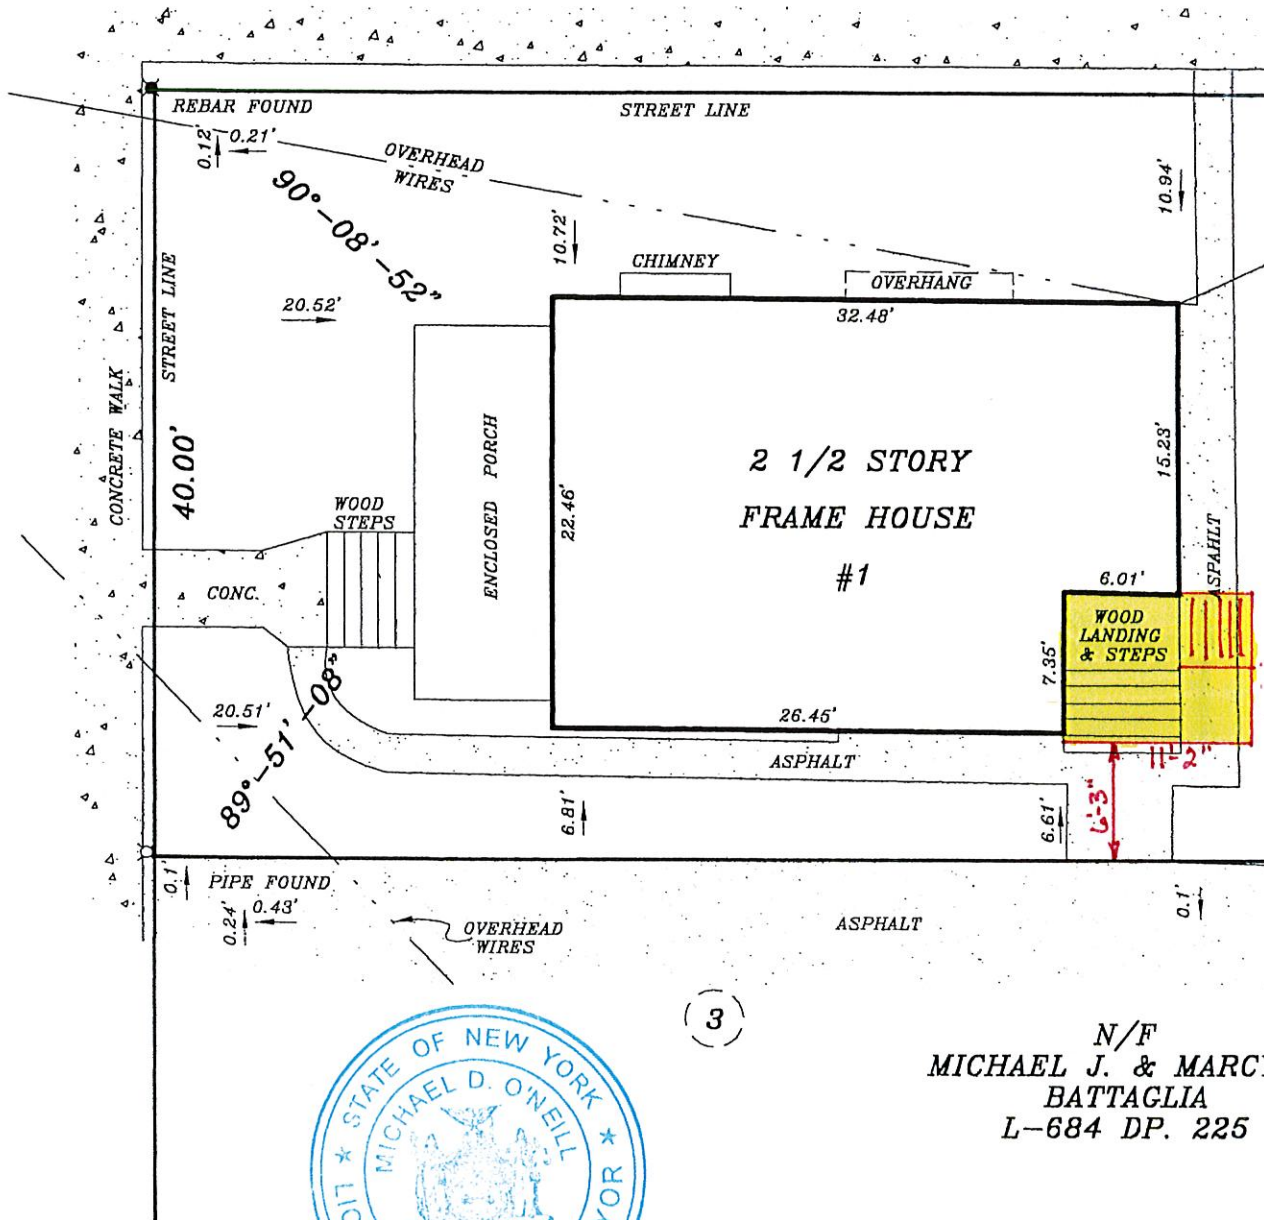 REBAR FOUND
STREET LINE
0.12'
0.21'
OVERHEAD
WIRES
90°-08'-52"
10.72'
10.94'
CHIMNEY
OVERHANG
32.48'
20.52'
STREET LINE
CONCRETE WALK
40.00'
ENCLOSED PORCH
22.46'
2 1/2 STORY
FRAME HOUSE
#1
15.23'
ASPAHLT
WOOD
STEPS
CONC.
6.01'
WOOD
LANDING
& STEPS
7.35'
26.45'
20.51'
89°-51'-08"
ASPHALT
11'-2"
6'-3"
6.81'
6.61'
0.1
PIPE FOUND
0.24'
0.43'
OVERHEAD
WIRES
ASPHALT
0.1'
3
N/F
MICHAEL J. & MARC
BATTAGLIA
L-684 DP. 225
STATE OF NEW YORK
MICHAEL D. O'NEILL